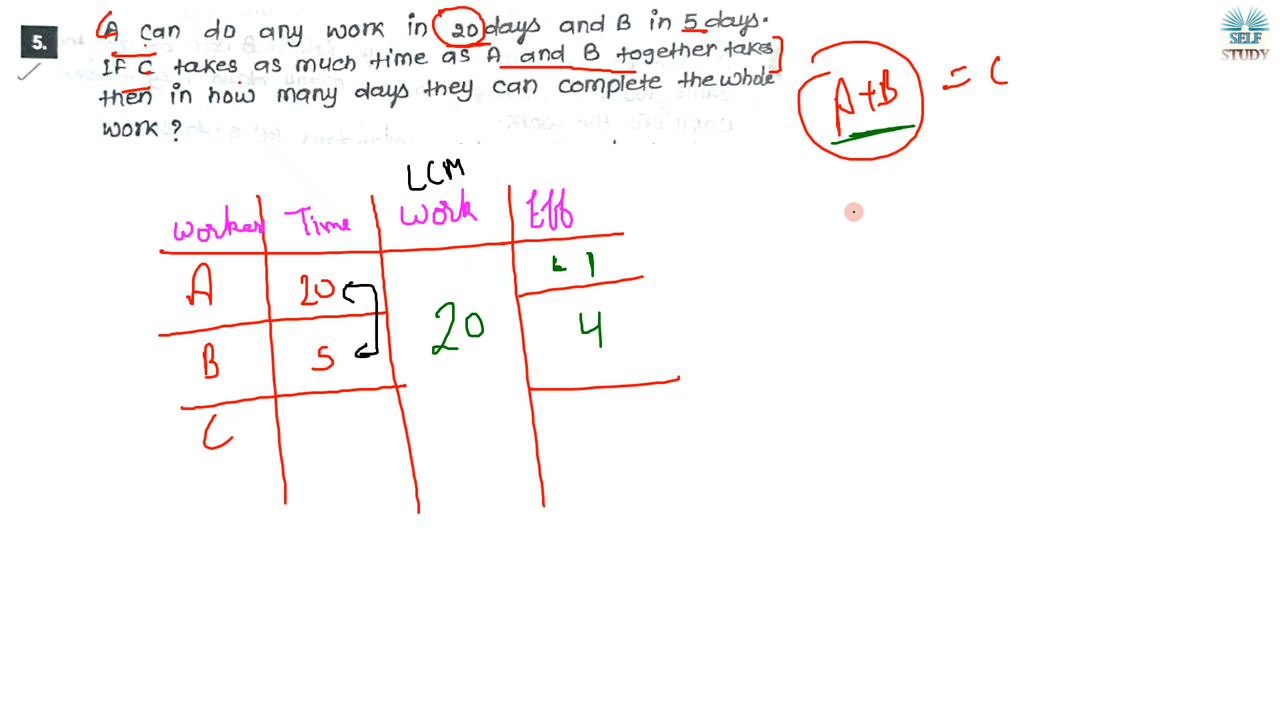 5.
A can do any work in 20 days and B in 5 days.
If C takes as much time as A and B together takes
then in how many days they can complete the whole
work?
SELF
STUDY
A+B = C
LCM
Worker Time Work Eff
A 20 1
20
B 5 4
C